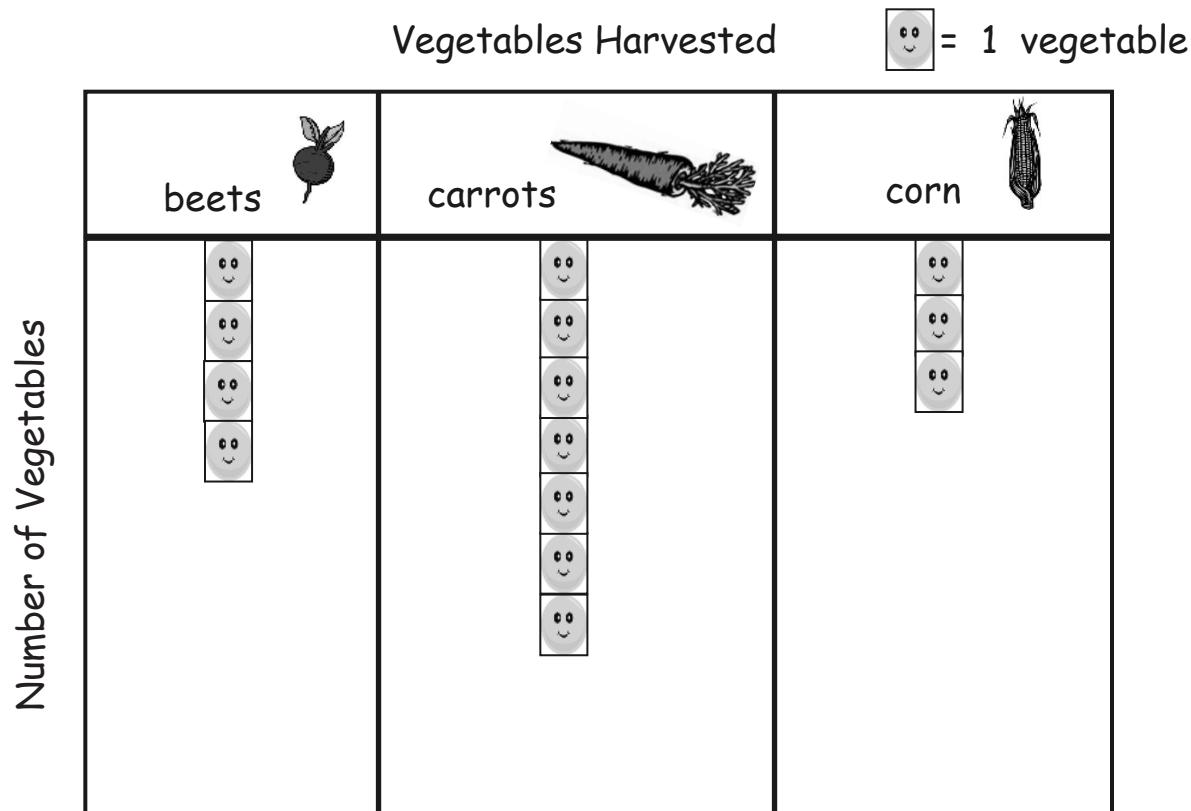 Vegetables Harvested
= 1 vegetable
beets
carrots
corn
Number of Vegetables